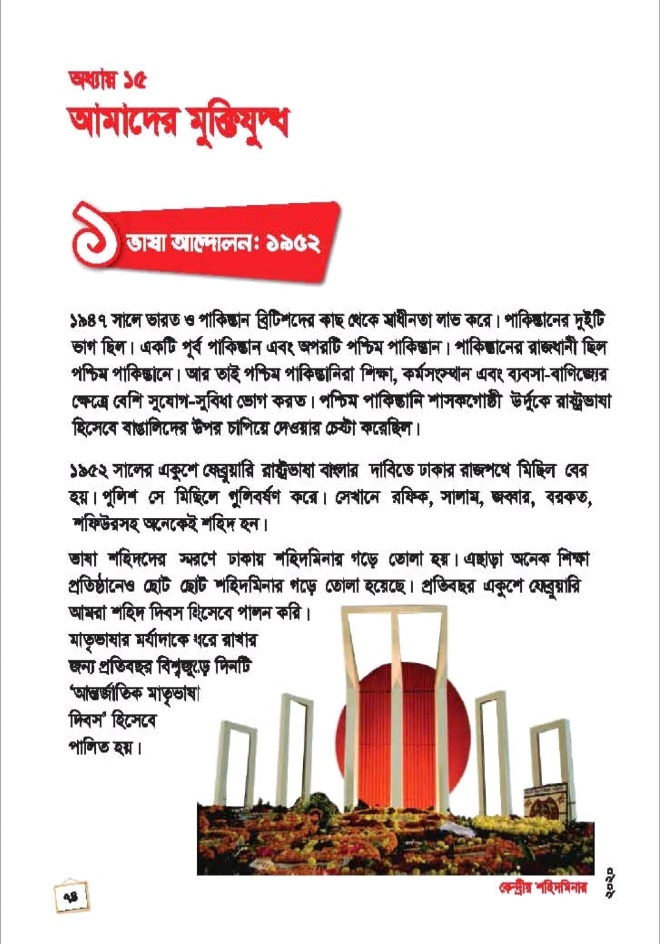 অধ্যায় ১৫
আমাদের মুক্তিযুদ্ধ
১ ভাষা আন্দোলন: ১৯৫২
১৯৪৭ সালে ভারত ও পাকিস্তান ব্রিটিশদের কাছ থেকে স্বাধীনতা লাভ করে। পাকিস্তানের দুইটি
ভাগ ছিল। একটি পূর্ব পাকিস্তান এবং অপরটি পশ্চিম পাকিস্তান। পাকিস্তানের রাজধানী ছিল
পশ্চিম পাকিস্তানে। আর তাই পশ্চিম পাকিস্তানিরা শিক্ষা, কর্মসংস্থান এবং ব্যবসা-বাণিজ্যের
ক্ষেত্রে বেশি সুযোগ-সুবিধা ভোগ করত। পশ্চিম পাকিস্তানি শাসকগোষ্ঠী উর্দুকে রাষ্ট্রভাষা
হিসেবে বাঙালিদের উপর চাপিয়ে দেওয়ার চেষ্টা করেছিল।
১৯৫২ সালের একুশে ফেব্রুয়ারি রাষ্ট্রভাষা বাংলার দাবিতে ঢাকার রাজপথে মিছিল বের
হয়। পুলিশ সে মিছিলে গুলিবর্ষণ করে। সেখানে রফিক, সালাম, জব্বার, বরকত,
শফিউরসহ অনেকেই শহিদ হন।
ভাষা শহিদদের স্মরণে ঢাকায় শহিদমিনার গড়ে তোলা হয়। এছাড়া অনেক শিক্ষা
প্রতিষ্ঠানেও ছোট ছোট শহিদমিনার গড়ে তোলা হয়েছে। প্রতিবছর একুশে ফেব্রুয়ারি
আমরা শহিদ দিবস হিসেবে পালন করি।
মাতৃভাষার মর্যাদাকে ধরে রাখার
জন্য প্রতিবছর বিশ্বজুড়ে দিনটি
‘আন্তর্জাতিক মাতৃভাষা
দিবস’ হিসেবে
পালিত হয়।
কেন্দ্রীয় শহিদমিনার
২০২০
৭৪